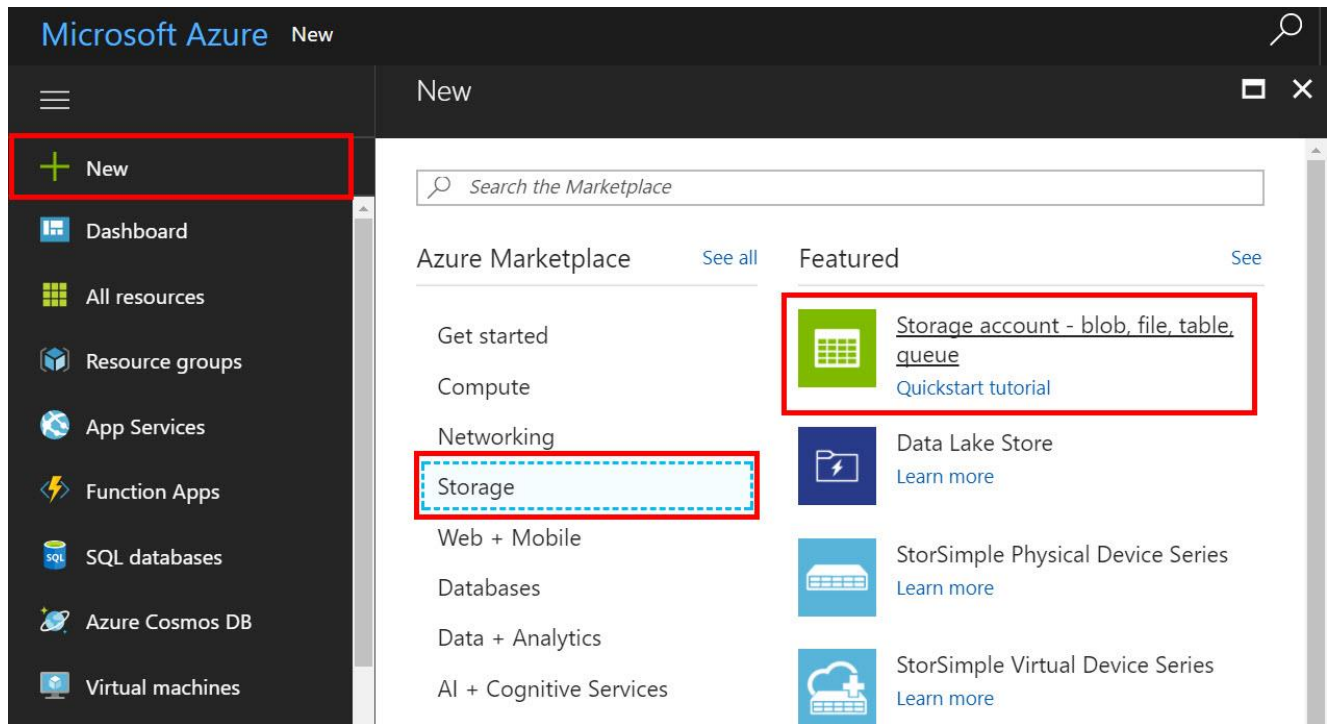 Microsoft Azure New
New
New
Dashboard
All resources
Resource groups
App Services
Function Apps
SQL
SQL databases
Azure Cosmos DB
Virtual machines
Search the Marketplace
Azure Marketplace See all
Get started
Compute
Networking
Storage
Web + Mobile
Databases
Data + Analytics
AI + Cognitive Services
Featured See
Storage account - blob, file, table,
queue
Quickstart tutorial
Data Lake Store
Learn more
StorSimple Physical Device Series
Learn more
StorSimple Virtual Device Series
Learn more